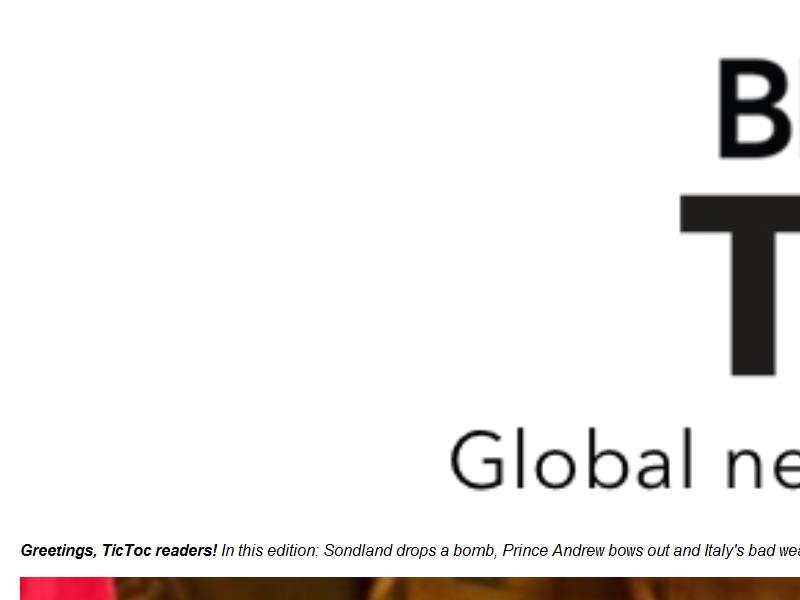 B
T
Global ne
Greetings, TicToc readers! In this edition: Sondland drops a bomb, Prince Andrew bows out and Italy's bad wea